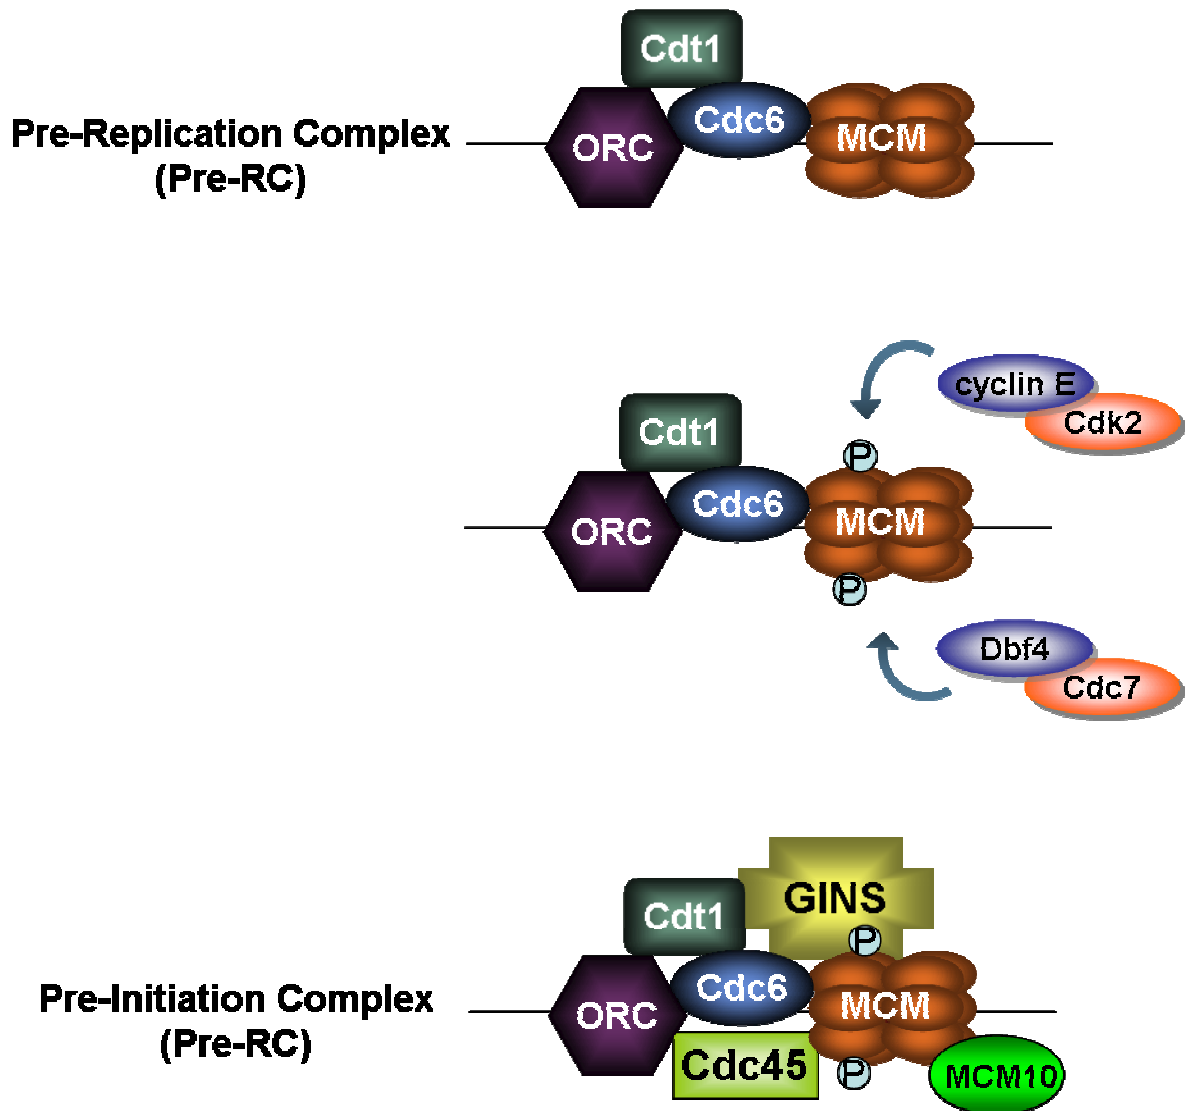 Cdt1
Pre-Replication Complex
(Pre-RC)
ORC
Cdc6
MCM
cyclin E
Cdk2
Cdt1
P
ORC
Cdc6
MCM
P
Dbf4
Cdc7
GINS
Cdt1
P
Pre-Initiation Complex
(Pre-RC)
ORC
Cdc6
MCM
Cdc45
P
MCM10